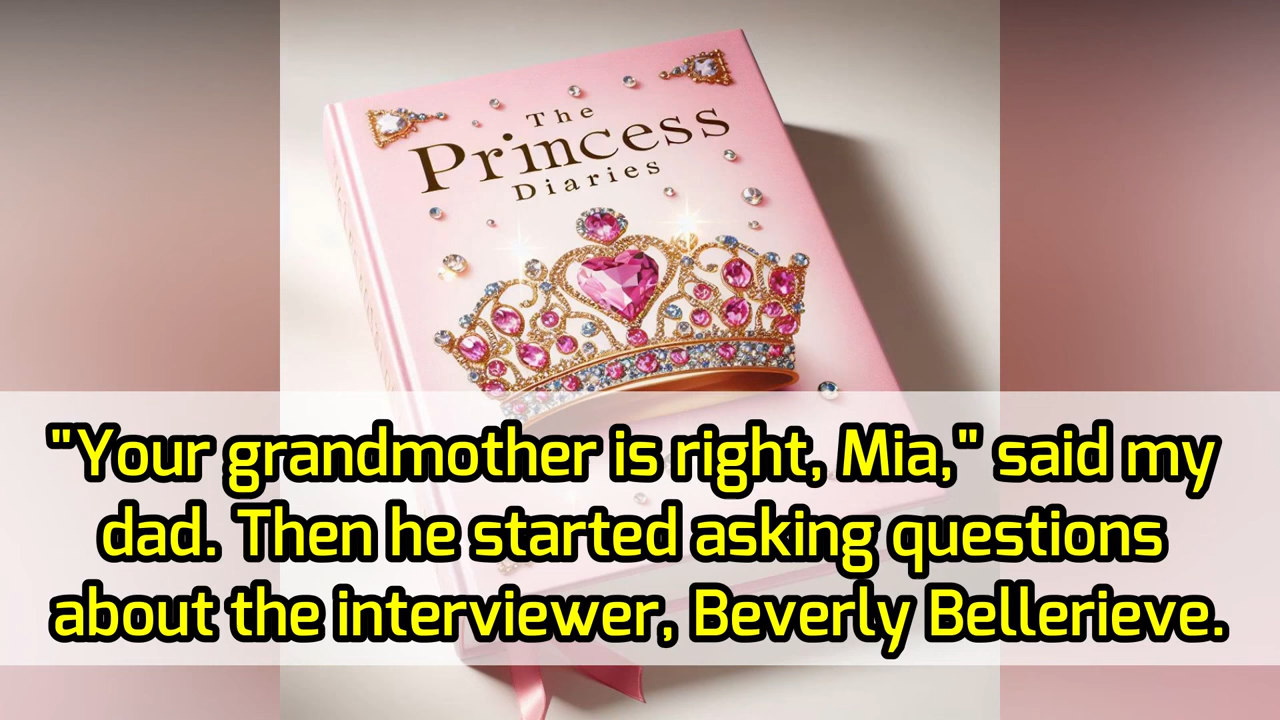 The
Princess
Diaries
"Your grandmother is right, Mia," said my
dad. Then he started asking questions
about the interviewer, Beverly Bellerieve.